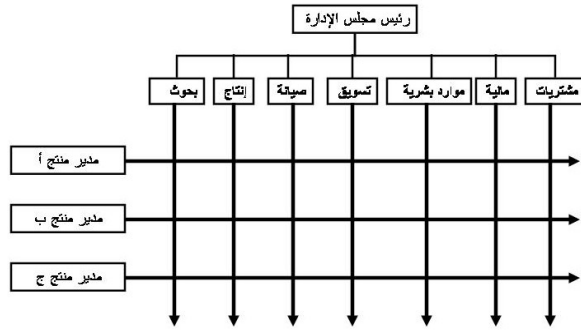 رئيس مجلس الإدارة
مشتريات
مالية
موارد بشرية
تسويق
صيانة
إنتاج
بحوث
مدير منتج أ
مدير منتج ب
مدير منتج ج